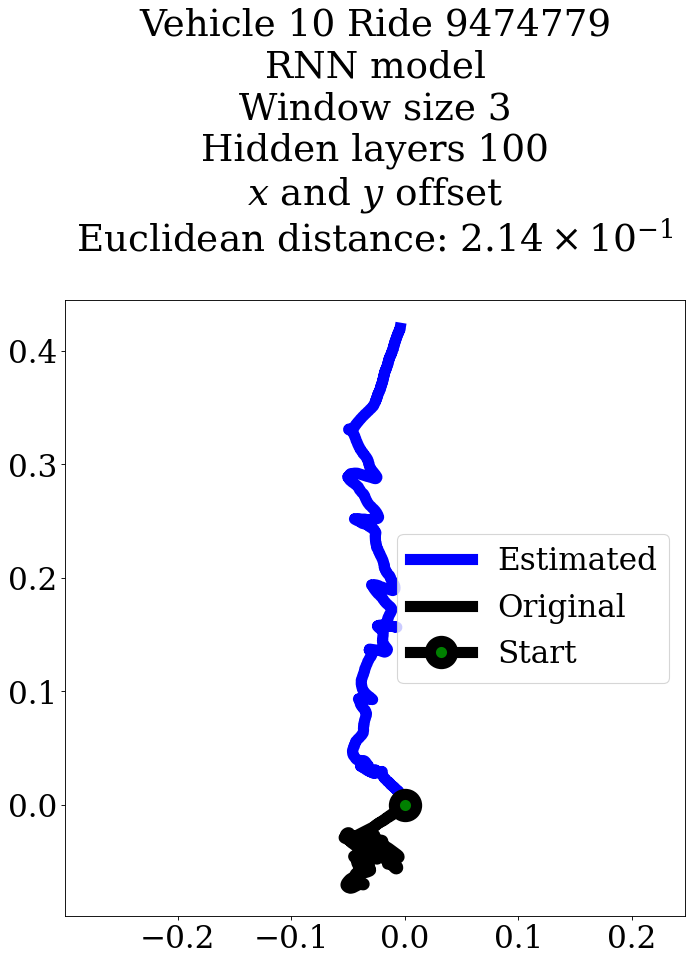 Vehicle 10 Ride 9474779
RNN model
Window size 3
Hidden layers 100
x and y offset
Euclidean distance: 2.14 × 10⁻¹
0.4
0.3
0.2
0.1
0.0
Estimated
Original
Start
−0.2 −0.1 0.0 0.1 0.2